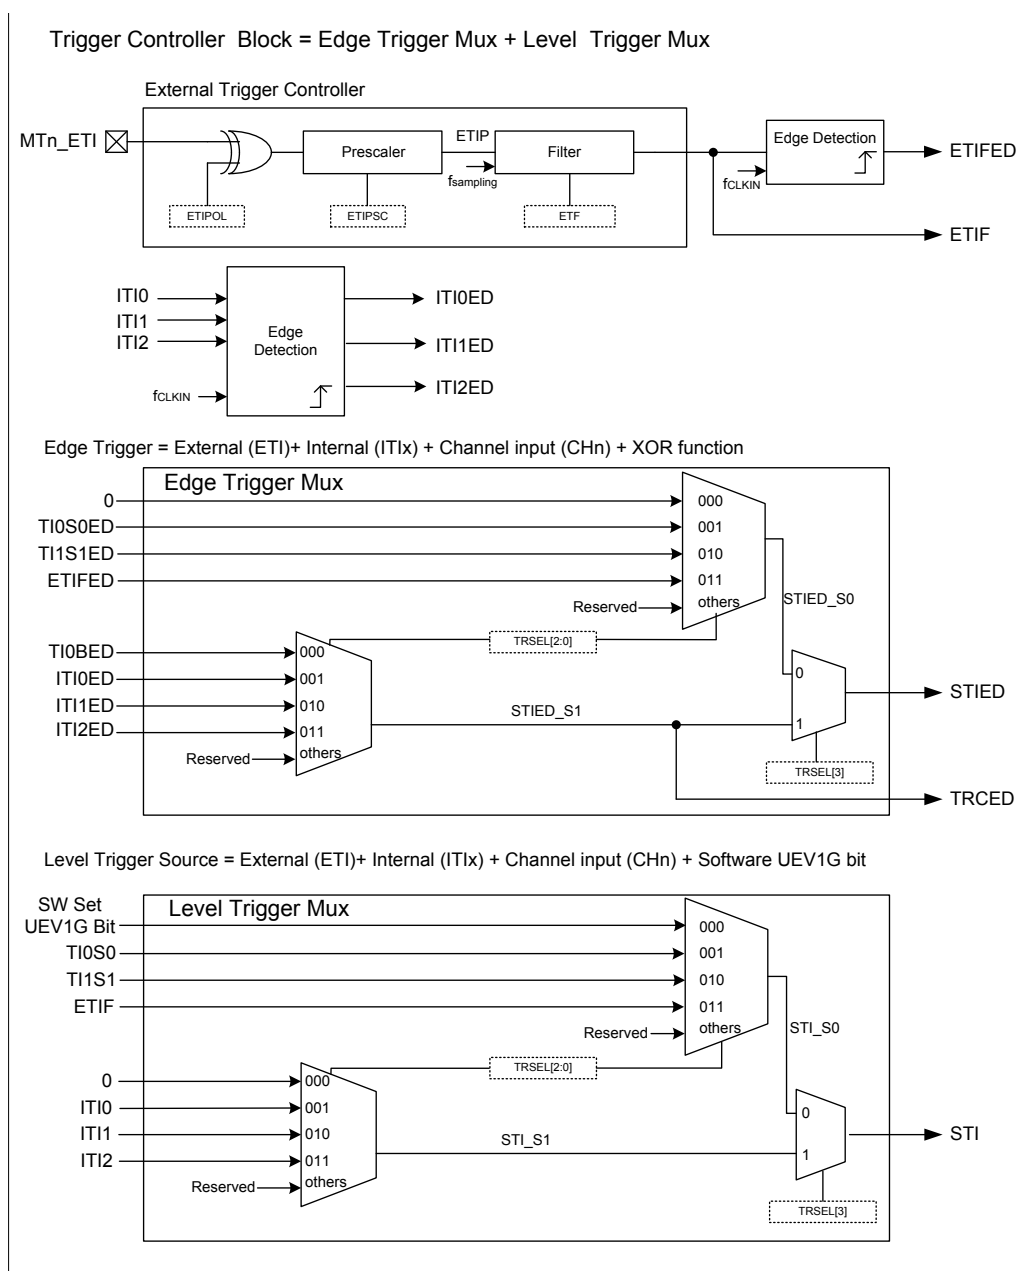 Trigger Controller Block = Edge Trigger Mux + Level Trigger Mux
External Trigger Controller
MTn_ETI
Prescaler
ETIP
fsampling
Filter
Edge Detection
fCLKIN
ETIFED
ETIPOL
ETIPSC
ETF
ETIF
ITI0
ITI1
ITI2
fCLKIN
Edge
Detection
ITI0ED
ITI1ED
ITI2ED
Edge Trigger = External (ETI)+ Internal (ITIx) + Channel input (CHn) + XOR function
Edge Trigger Mux
0
TI0S0ED
TI1S1ED
ETIFED
Reserved
000
001
010
011
others
STIED_S0
TRSEL[2:0]
TI0BED
ITI0ED
ITI1ED
ITI2ED
Reserved
000
001
010
011
others
STIED_S1
0
1
STIED
TRSEL[3]
TRCED
Level Trigger Source = External (ETI)+ Internal (ITIx) + Channel input (CHn) + Software UEV1G bit
Level Trigger Mux
SW Set
UEV1G Bit
TI0S0
TI1S1
ETIF
Reserved
000
001
010
011
others
STI_S0
TRSEL[2:0]
0
ITI0
ITI1
ITI2
Reserved
000
001
010
011
others
STI_S1
0
1
STI
TRSEL[3]